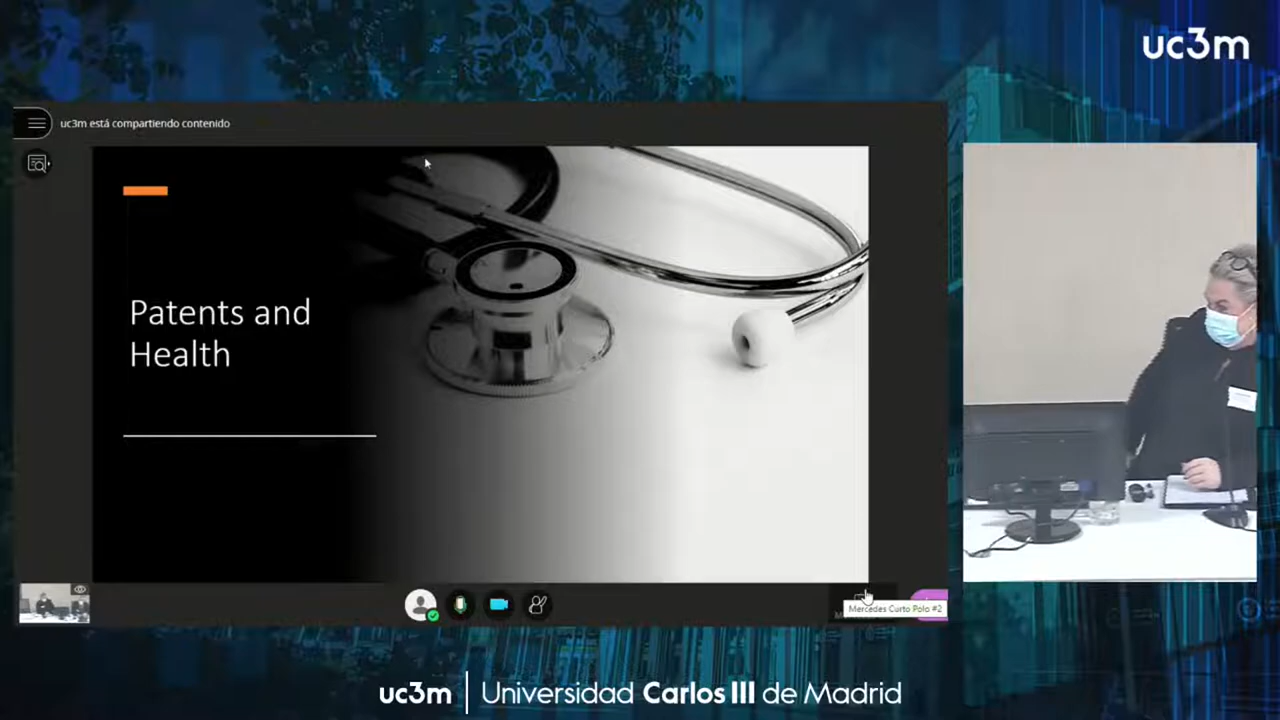 uc3m
uc3m está compartiendo contenido
Patents and
Health
Mercedes Curto Polo #2
uc3m | Universidad Carlos III de Madrid